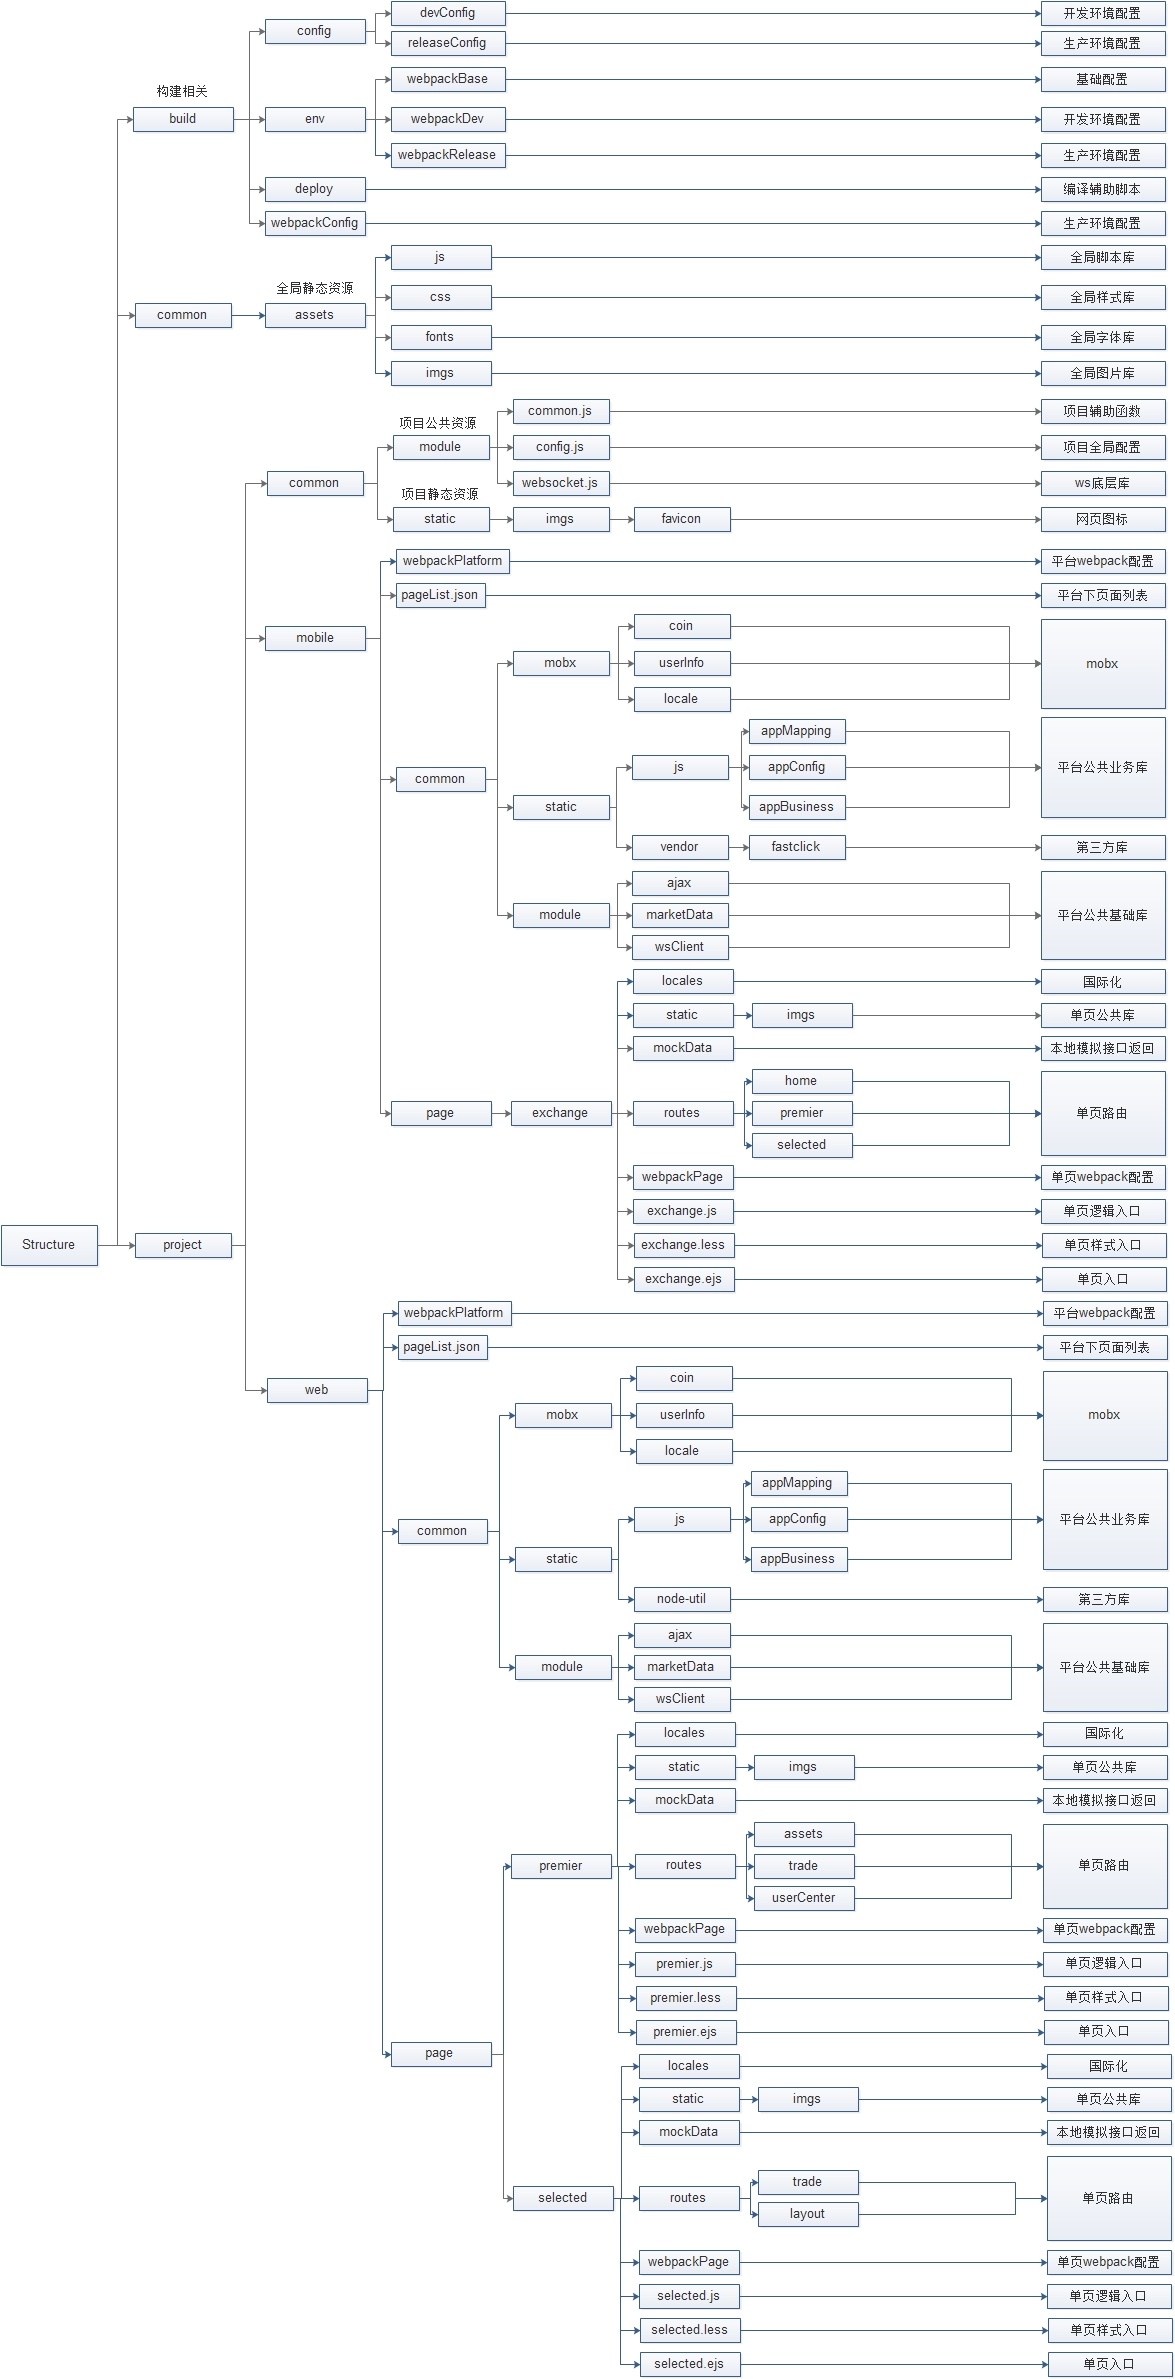 devConfig
开发环境配置
config
releaseConfig
生产环境配置
webpackBase
基础配置
构建相关
build
env
webpackDev
开发环境配置
webpackRelease
生产环境配置
deploy
编译辅助脚本
webpackConfig
生产环境配置
js
全局脚本库
全局静态资源
css
全局样式库
common
assets
fonts
全局字体库
imgs
全局图片库
common.js
项目辅助函数
项目公共资源
module
config.js
项目全局配置
common
websocket.js
ws底层库
项目静态资源
static
imgs
favicon
网页图标
webpackPlatform
平台webpack配置
pageList.json
平台下页面列表
mobile
coin
mobx
userInfo
mobx
locale
appMapping
js
appConfig
平台公共业务库
common
static
appBusiness
vendor
fastclick
第三方库
ajax
module
marketData
平台公共基础库
wsClient
locales
国际化
static
imgs
单页公共库
mockData
本地模拟接口返回
home
page
exchange
routes
premier
单页路由
selected
webpackPage
单页webpack配置
exchange.js
单页逻辑入口
Structure
project
exchange.less
单页样式入口
exchange.ejs
单页入口
webpackPlatform
平台webpack配置
pageList.json
平台下页面列表
web
coin
mobx
userInfo
mobx
locale
appMapping
js
appConfig
平台公共业务库
common
static
appBusiness
node-util
第三方库
ajax
module
marketData
平台公共基础库
wsClient
locales
国际化
static
imgs
单页公共库
mockData
本地模拟接口返回
assets
premier
routes
trade
单页路由
userCenter
webpackPage
单页webpack配置
premier.js
单页逻辑入口
premier.less
单页样式入口
premier.ejs
单页入口
page
locales
国际化
static
imgs
单页公共库
mockData
本地模拟接口返回
trade
selected
routes
单页路由
layout
webpackPage
单页webpack配置
selected.js
单页逻辑入口
selected.less
单页样式入口
selected.ejs
单页入口